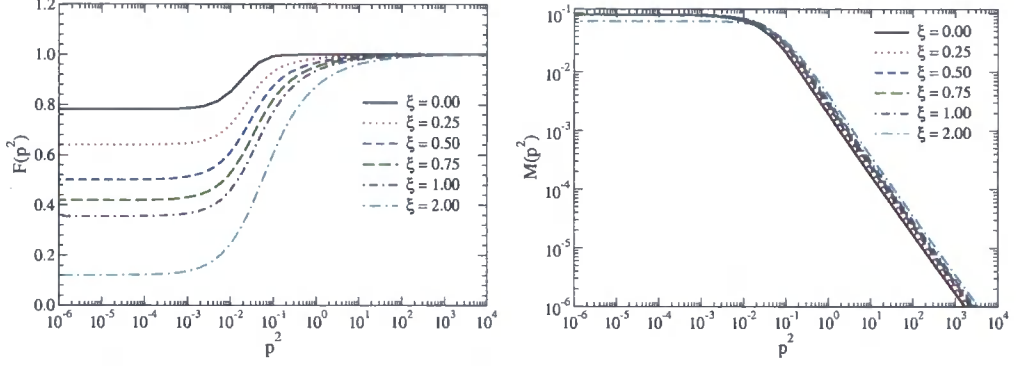 1.2
1.0
0.8
0.6
0.4
0.2
0.0
F(p²)
ξ = 0.00
ξ = 0.25
ξ = 0.50
ξ = 0.75
ξ = 1.00
ξ = 2.00
10⁻⁶ 10⁻⁵ 10⁻⁴ 10⁻³ 10⁻² 10⁻¹ 10⁰ 10¹ 10² 10³ 10⁴
p²
10⁻¹
10⁻²
10⁻³
10⁻⁴
10⁻⁵
10⁻⁶
M(p²)
ξ = 0.00
ξ = 0.25
ξ = 0.50
ξ = 0.75
ξ = 1.00
ξ = 2.00
10⁻⁶ 10⁻⁵ 10⁻⁴ 10⁻³ 10⁻² 10⁻¹ 10⁰ 10¹ 10² 10³ 10⁴
p²